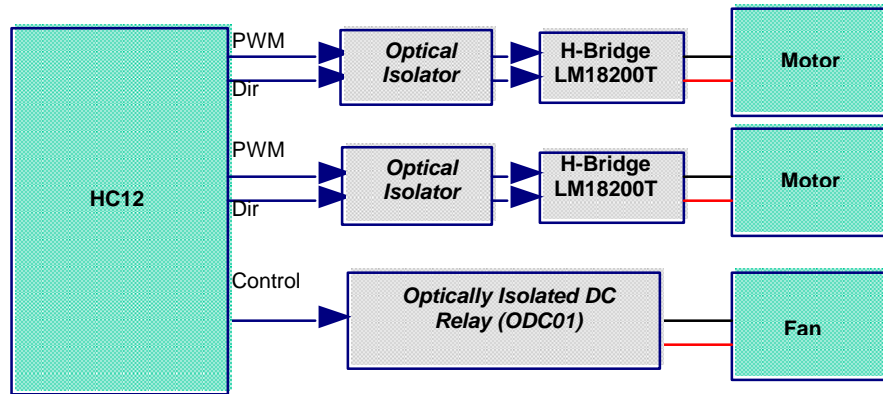 PWM
Optical
Isolator
H-Bridge
LM18200T
Motor
Dir
PWM
Optical
Isolator
H-Bridge
LM18200T
Motor
HC12
Dir
Control
Optically Isolated DC
Relay (ODC01)
Fan